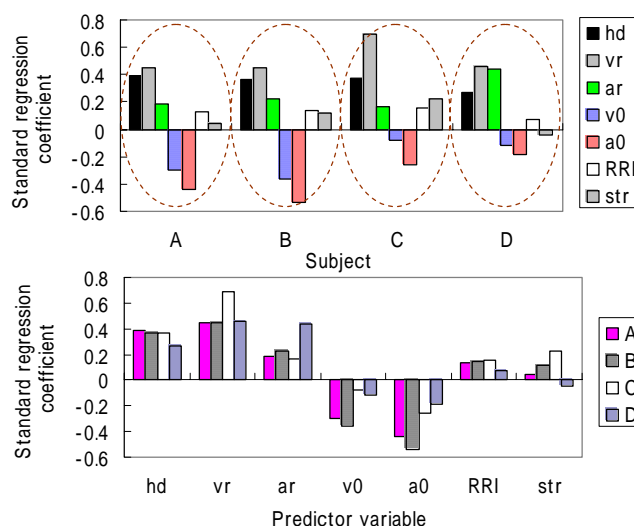 Standard regression
coefficient
0.8
0.6
0.4
0.2
0
-0.2
-0.4
-0.6
A B C D
Subject
hd
vr
ar
v0
a0
RRI
str
Standard regression
coefficient
0.8
0.6
0.4
0.2
0
-0.2
-0.4
-0.6
hd vr ar v0 a0 RRI str
Predictor variable
A
B
C
D